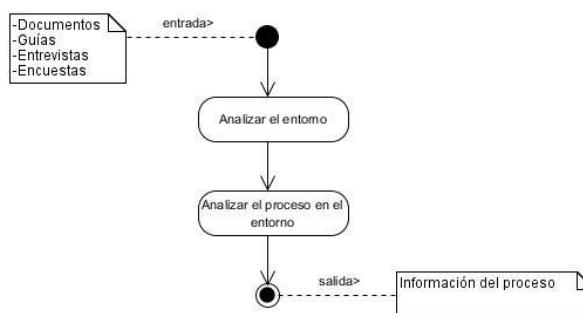 -Documentos
-Guías
-Entrevistas
-Encuestas
entrada>
Analizar el entorno
Analizar el proceso en el
entorno
salida>
Información del proceso